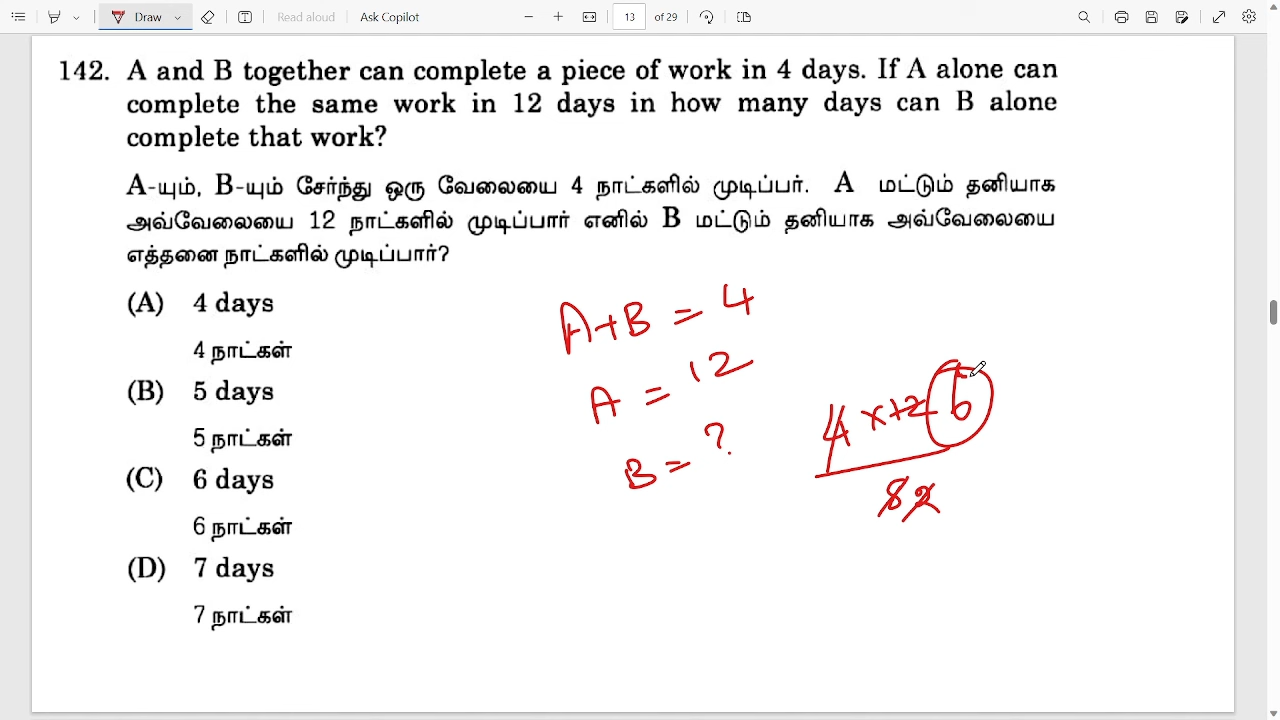 Draw
Read aloud
Ask Copilot
13 of 29
142. A and B together can complete a piece of work in 4 days. If A alone can
complete the same work in 12 days in how many days can B alone
complete that work?
A-யும், B-யும் சேர்ந்து ஒரு வேலையை 4 நாட்களில் முடிப்பர். A மட்டும் தனியாக
அவ்வேலையை 12 நாட்களில் முடிப்பார் எனில் B மட்டும் தனியாக அவ்வேலையை
எத்தனை நாட்களில் முடிப்பார்?
(A) 4 days
4 நாட்கள்
(B) 5 days
5 நாட்கள்
(C) 6 days
6 நாட்கள்
(D) 7 days
7 நாட்கள்
A+B = 4
A = 12
B = ?
4 x 12 6
8 2